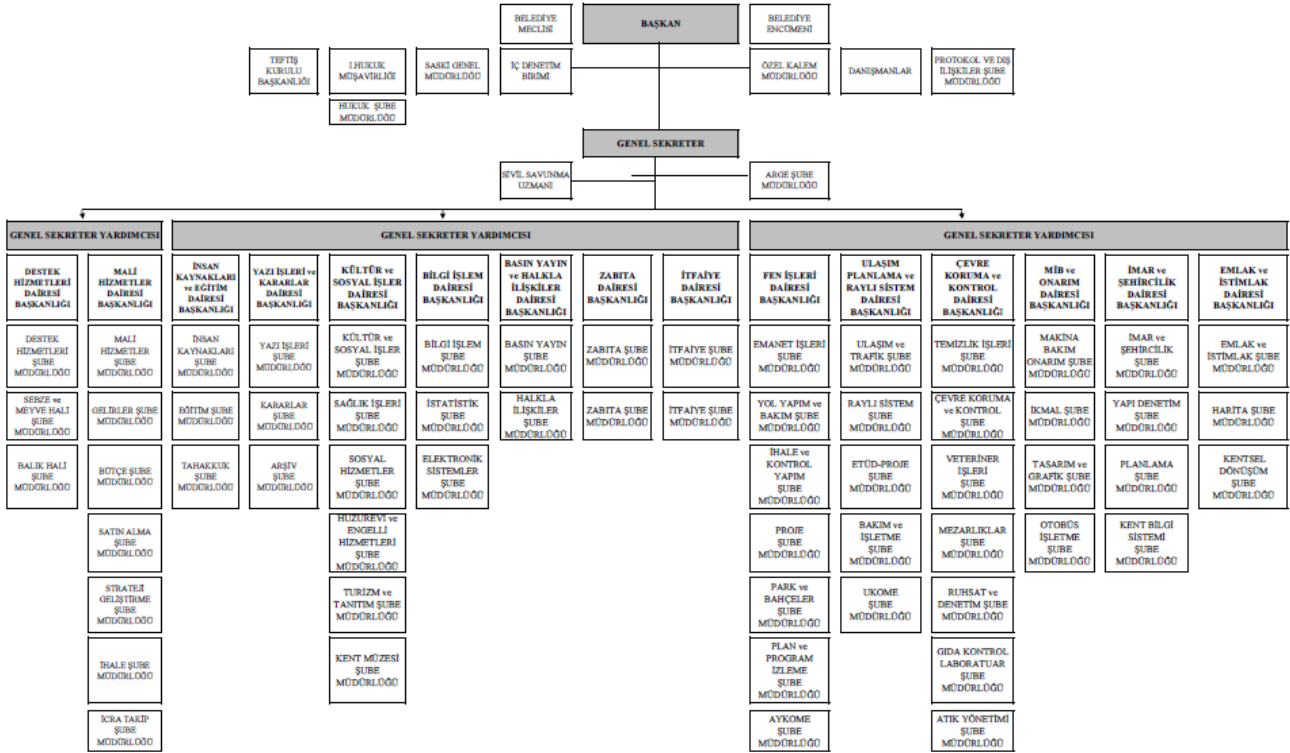 BELEDİYE
MECLİSİ
BAŞKAN
BELEDİYE
ENCÜMENİ
TEFTİŞ
KURULU
BAŞKANLIĞI
I.HUKUK
MÜŞAVİRLİĞİ
SASKİ GENEL
MÜDÜRLÜĞÜ
İÇ DENETİM
BİRİMİ
ÖZEL KALEM
MÜDÜRLÜĞÜ
DANIŞMANLAR
PROTOKOL VE DIŞ
İLİŞKİLER ŞUBE
MÜDÜRLÜĞÜ
HUKUK ŞUBE
MÜDÜRLÜĞÜ
GENEL SEKRETER
SİVİL SAVUNMA
UZMANI
ARGE ŞUBE
MÜDÜRLÜĞÜ
GENEL SEKRETER YARDIMCISI
GENEL SEKRETER YARDIMCISI
GENEL SEKRETER YARDIMCISI
DESTEK
HİZMETLERİ
DAİRESİ
BAŞKANLIĞI
MALİ
HİZMETLER
DAİRESİ
BAŞKANLIĞI
İNSAN
KAYNAKLARI
ve EĞİTİM
DAİRESİ
BAŞKANLIĞI
YAZI İŞLERİ ve
KARARLAR
DAİRESİ
BAŞKANLIĞI
KÜLTÜR ve
SOSYAL İŞLER
DAİRESİ
BAŞKANLIĞI
BİLGİ İŞLEM
DAİRESİ
BAŞKANLIĞI
BASIN YAYIN
ve HALKLA
İLİŞKİLER
DAİRESİ
BAŞKANLIĞI
ZABITA
DAİRESİ
BAŞKANLIĞI
İTFAİYE
DAİRESİ
BAŞKANLIĞI
FEN İŞLERİ
DAİRESİ
BAŞKANLIĞI
ULAŞIM
PLANLAMA ve
RAYLI SİSTEM
DAİRESİ
BAŞKANLIĞI
ÇEVRE
KORUMA ve
KONTROL
DAİRESİ
BAŞKANLIĞI
MİB ve
ONARIM
DAİRESİ
BAŞKANLIĞI
İMAR ve
ŞEHİRCİLİK
DAİRESİ
BAŞKANLIĞI
EMLAK ve
İSTİMLAK
DAİRESİ
BAŞKANLIĞI
DESTEK
HİZMETLERİ
ŞUBE
MÜDÜRLÜĞÜ
MALİ
HİZMETLER
ŞUBE
MÜDÜRLÜĞÜ
İNSAN
KAYNAKLARI
ŞUBE
MÜDÜRLÜĞÜ
YAZI İŞLERİ
ŞUBE
MÜDÜRLÜĞÜ
KÜLTÜR ve
SOSYAL İŞLER
ŞUBE
MÜDÜRLÜĞÜ
BİLGİ İŞLEM
ŞUBE
MÜDÜRLÜĞÜ
BASIN YAYIN
ŞUBE
MÜDÜRLÜĞÜ
ZABITA ŞUBE
MÜDÜRLÜĞÜ
İTFAİYE ŞUBE
MÜDÜRLÜĞÜ
EMANET İŞLERİ
ŞUBE
MÜDÜRLÜĞÜ
ULAŞIM ve
TRAFİK ŞUBE
MÜDÜRLÜĞÜ
TEMİZLİK İŞLERİ
ŞUBE
MÜDÜRLÜĞÜ
MAKİNA
BAKIM
ONARIM ŞUBE
MÜDÜRLÜĞÜ
İMAR ve
ŞEHİRCİLİK
ŞUBE
MÜDÜRLÜĞÜ
EMLAK ve
İSTİMLAK ŞUBE
MÜDÜRLÜĞÜ
SEBZE ve
MEYVE HALİ
ŞUBE
MÜDÜRLÜĞÜ
GELİRLER ŞUBE
MÜDÜRLÜĞÜ
EĞİTİM ŞUBE
MÜDÜRLÜĞÜ
KARARLAR
ŞUBE
MÜDÜRLÜĞÜ
SAĞLIK İŞLERİ
ŞUBE
MÜDÜRLÜĞÜ
İSTATİSTİK
ŞUBE
MÜDÜRLÜĞÜ
HALKLA
İLİŞKİLER
ŞUBE
MÜDÜRLÜĞÜ
ZABITA ŞUBE
MÜDÜRLÜĞÜ
İTFAİYE ŞUBE
MÜDÜRLÜĞÜ
YOL YAPIM ve
BAKIM ŞUBE
MÜDÜRLÜĞÜ
RAYLI SİSTEM
ŞUBE
MÜDÜRLÜĞÜ
ÇEVRE KORUMA
ve KONTROL
ŞUBE
MÜDÜRLÜĞÜ
İKMAL ŞUBE
MÜDÜRLÜĞÜ
YAPI DENETİM
ŞUBE
MÜDÜRLÜĞÜ
HARİTA ŞUBE
MÜDÜRLÜĞÜ
BALIK HALİ
ŞUBE
MÜDÜRLÜĞÜ
BÜTÇE ŞUBE
MÜDÜRLÜĞÜ
TAHAKKUK
ŞUBE
MÜDÜRLÜĞÜ
ARŞİV
ŞUBE
MÜDÜRLÜĞÜ
SOSYAL
HİZMETLER
ŞUBE
MÜDÜRLÜĞÜ
ELEKTRONİK
SİSTEMLER
ŞUBE
MÜDÜRLÜĞÜ
İHALE ve
KONTROL
YAPIM
ŞUBE
MÜDÜRLÜĞÜ
ETÜD-PROJE
ŞUBE
MÜDÜRLÜĞÜ
VETERİNER
İŞLERİ
ŞUBE
MÜDÜRLÜĞÜ
TASARIM ve
GRAFİK ŞUBE
MÜDÜRLÜĞÜ
PLANLAMA
ŞUBE
MÜDÜRLÜĞÜ
KENTSEL
DÖNÜŞÜM
ŞUBE
MÜDÜRLÜĞÜ
SATIN ALMA
ŞUBE
MÜDÜRLÜĞÜ
HUZUREVİ ve
ENGELLİ
HİZMETLERİ
ŞUBE
MÜDÜRLÜĞÜ
PROJE
ŞUBE
MÜDÜRLÜĞÜ
BAKIM ve
İŞLETME
ŞUBE
MÜDÜRLÜĞÜ
MEZARLIKLAR
ŞUBE
MÜDÜRLÜĞÜ
OTOBÜS
İŞLETME
ŞUBE
MÜDÜRLÜĞÜ
KENT BİLGİ
SİSTEMİ
ŞUBE
MÜDÜRLÜĞÜ
STRATEJİ
GELİŞTİRME
ŞUBE
MÜDÜRLÜĞÜ
TURİZM ve
TANITIM ŞUBE
MÜDÜRLÜĞÜ
PARK ve
BAHÇELER
ŞUBE
MÜDÜRLÜĞÜ
UKOME
ŞUBE
MÜDÜRLÜĞÜ
RUHSAT ve
DENETİM ŞUBE
MÜDÜRLÜĞÜ
İHALE ŞUBE
MÜDÜRLÜĞÜ
KENT MÜZESİ
ŞUBE
MÜDÜRLÜĞÜ
PLAN ve
PROGRAM
İZLEME
ŞUBE
MÜDÜRLÜĞÜ
GIDA KONTROL
LABORATUAR
ŞUBE
MÜDÜRLÜĞÜ
İCRA TAKİP
ŞUBE
MÜDÜRLÜĞÜ
AYKOME
ŞUBE
MÜDÜRLÜĞÜ
ATIK YÖNETİMİ
ŞUBE
MÜDÜRLÜĞÜ